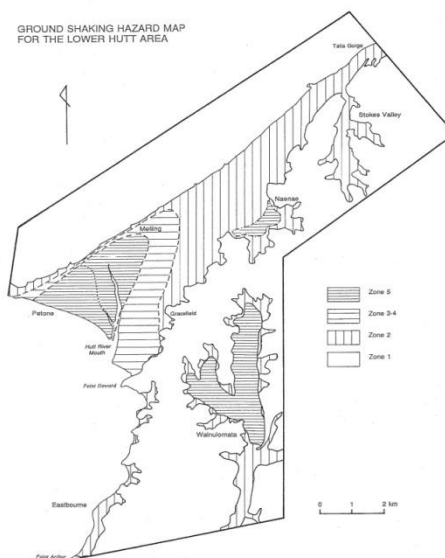 GROUND SHAKING HAZARD MAP
FOR THE LOWER HUTT AREA
Taita Gorge
Stokes Valley
Naenae
Melling
Petone
Gracefield
Hutt River
Mouth
Point Howard
Wainuiomata
Eastbourne
Point Arthur
Zone 5
Zone 3-4
Zone 2
Zone 1
0 1 2 km